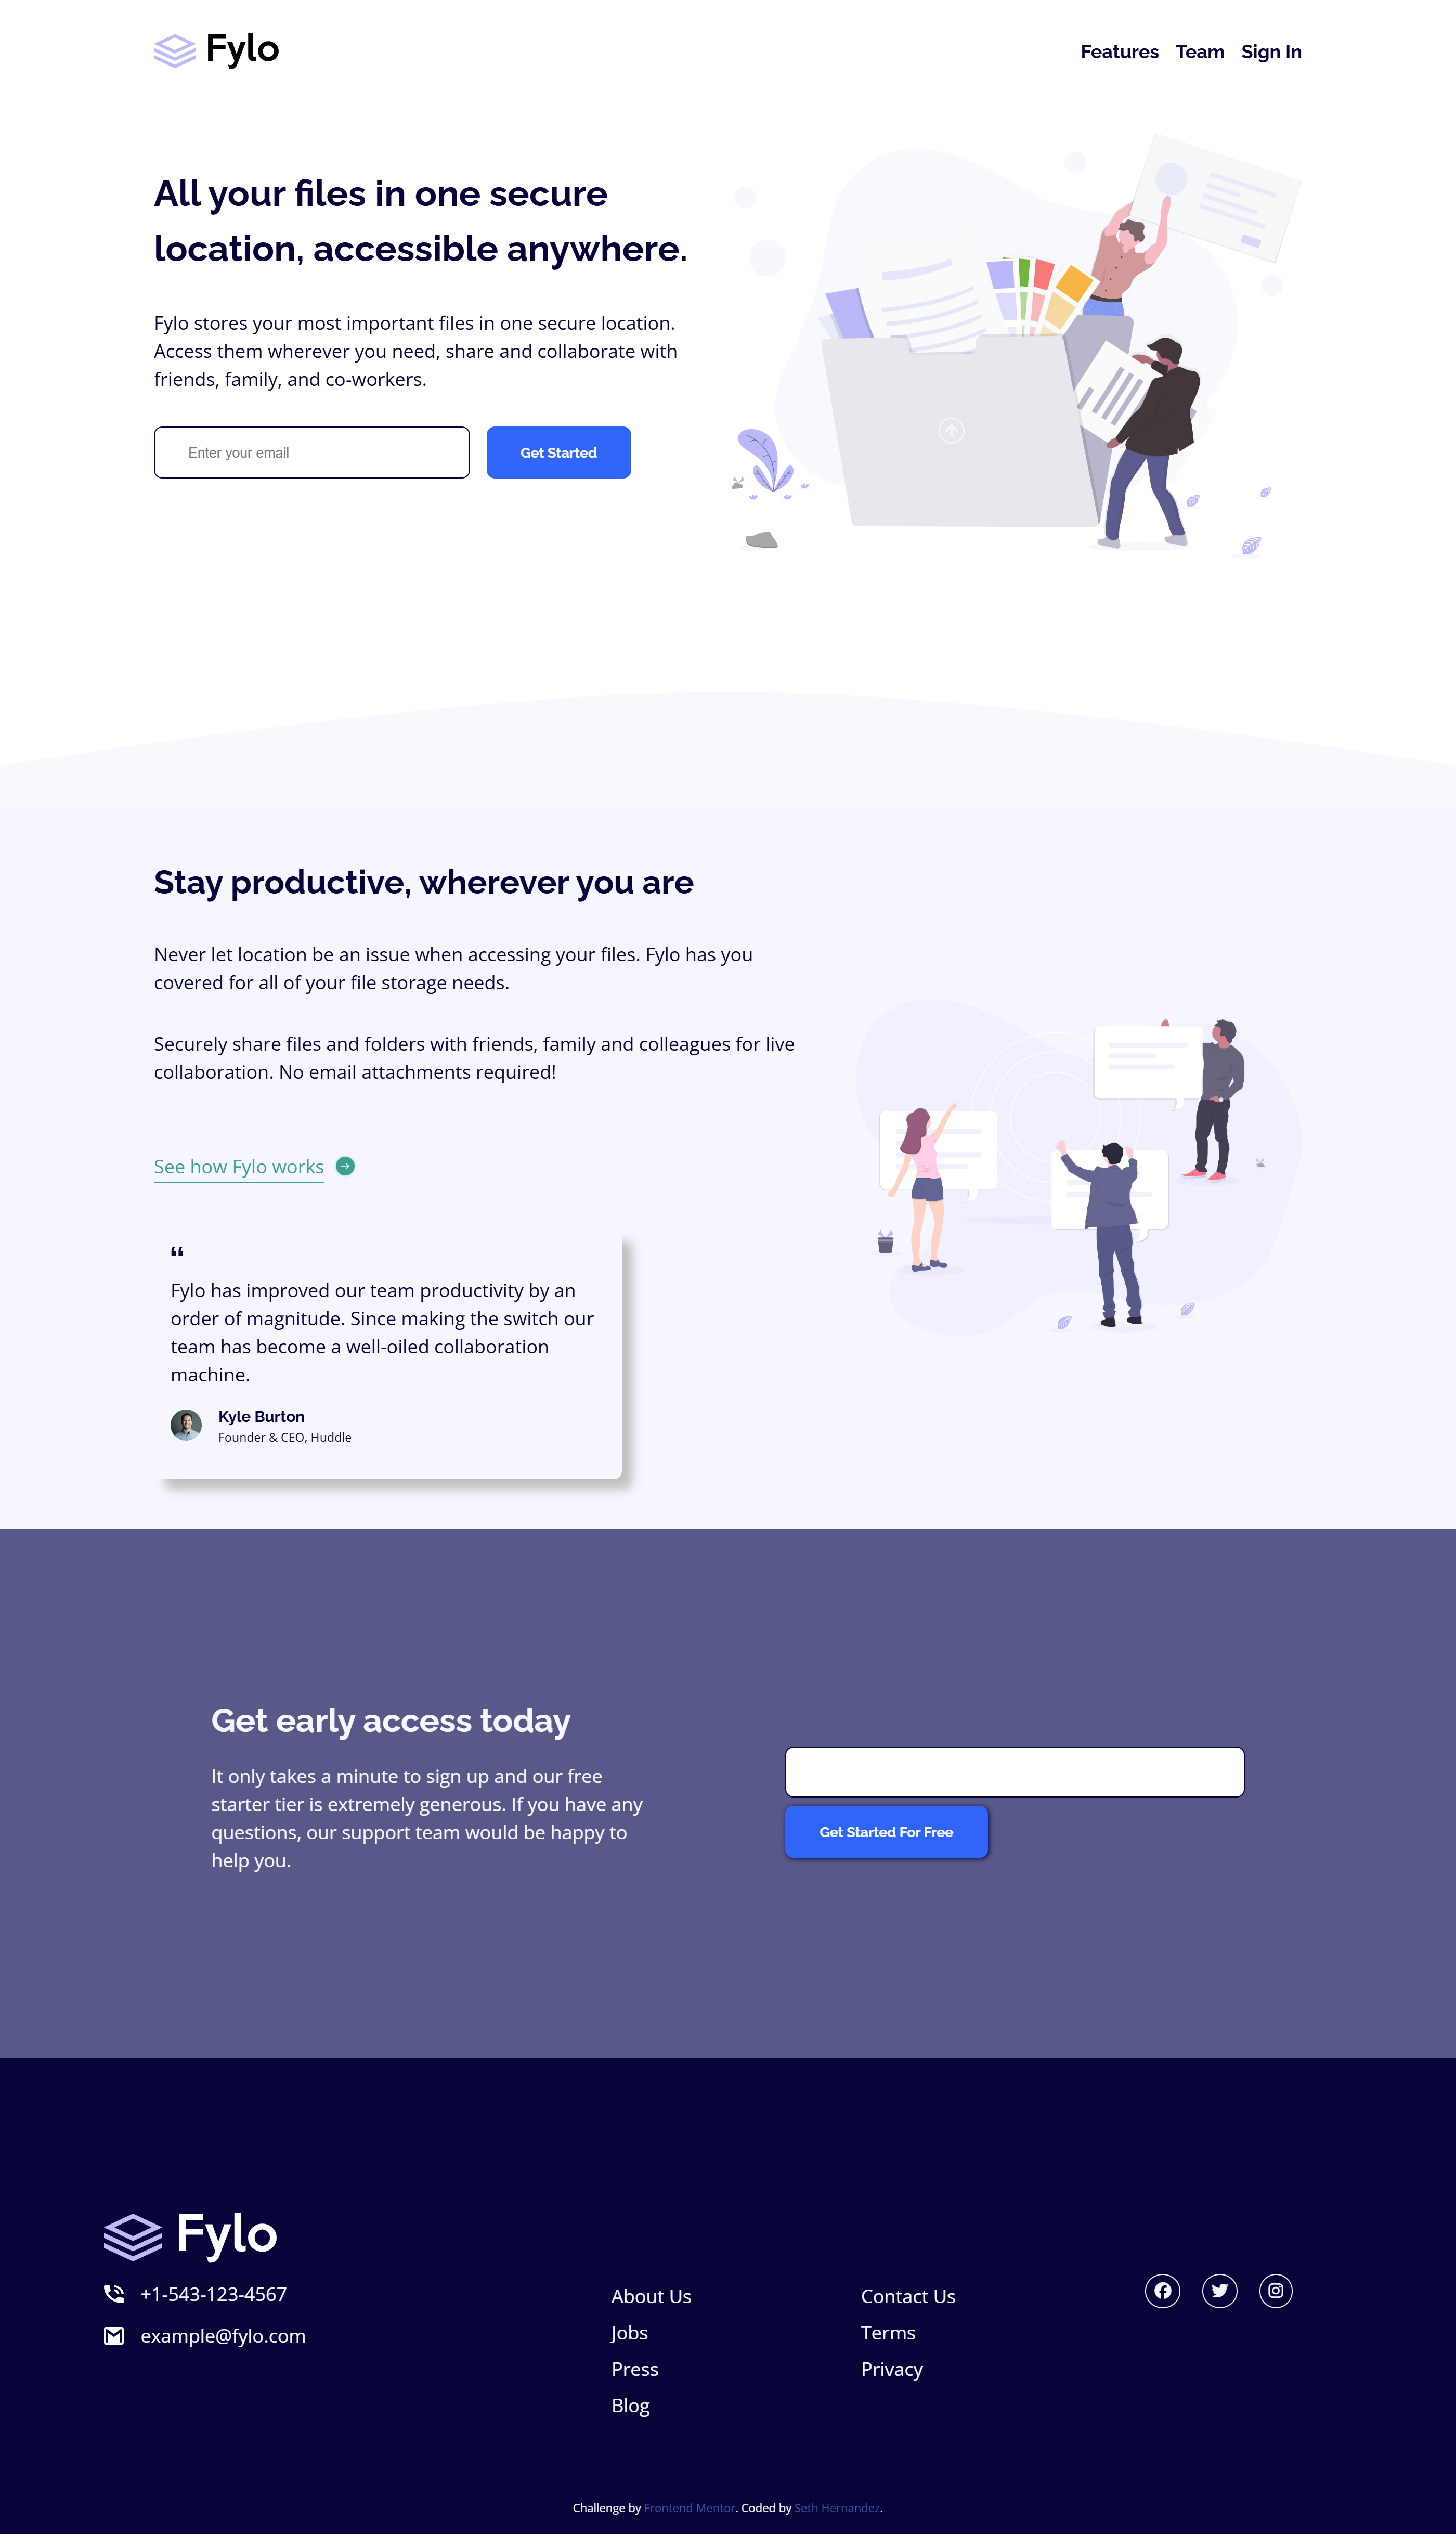 Fylo
Features Team Sign In
All your files in one secure
location, accessible anywhere.
Fylo stores your most important files in one secure location.
Access them wherever you need, share and collaborate with
friends, family, and co-workers.
Enter your email
Get Started
Stay productive, wherever you are
Never let location be an issue when accessing your files. Fylo has you
covered for all of your file storage needs.
Securely share files and folders with friends, family and colleagues for live
collaboration. No email attachments required!
See how Fylo works
“
Fylo has improved our team productivity by an
order of magnitude. Since making the switch our
team has become a well-oiled collaboration
machine.
Kyle Burton
Founder & CEO, Huddle
Get early access today
It only takes a minute to sign up and our free
starter tier is extremely generous. If you have any
questions, our support team would be happy to
help you.
Get Started For Free
Fylo
+1-543-123-4567
example@fylo.com
About Us
Jobs
Press
Blog
Contact Us
Terms
Privacy
Challenge by Frontend Mentor. Coded by Seth Hernandez.